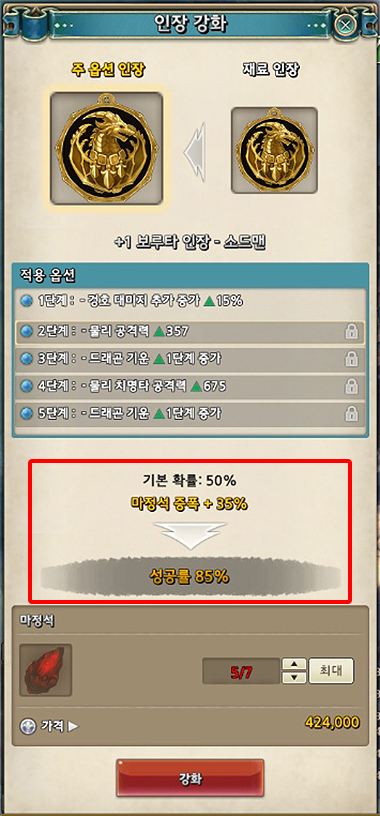 인장 강화
주 옵션 인장
재료 인장
+1 보루타 인장 - 소드맨
적용 옵션
1단계 : - 경호 대미지 추가 증가 ▲15%
2단계 : - 물리 공격력 ▲357
3단계 : - 드래곤 기운 ▲1단계 증가
4단계 : - 물리 치명타 공격력 ▲675
5단계 : - 드래곤 기운 ▲1단계 증가
기본 확률: 50%
마정석 증폭 + 35%
성공률 85%
마정석
5/7
최대
가격 ▶
424,000
강화